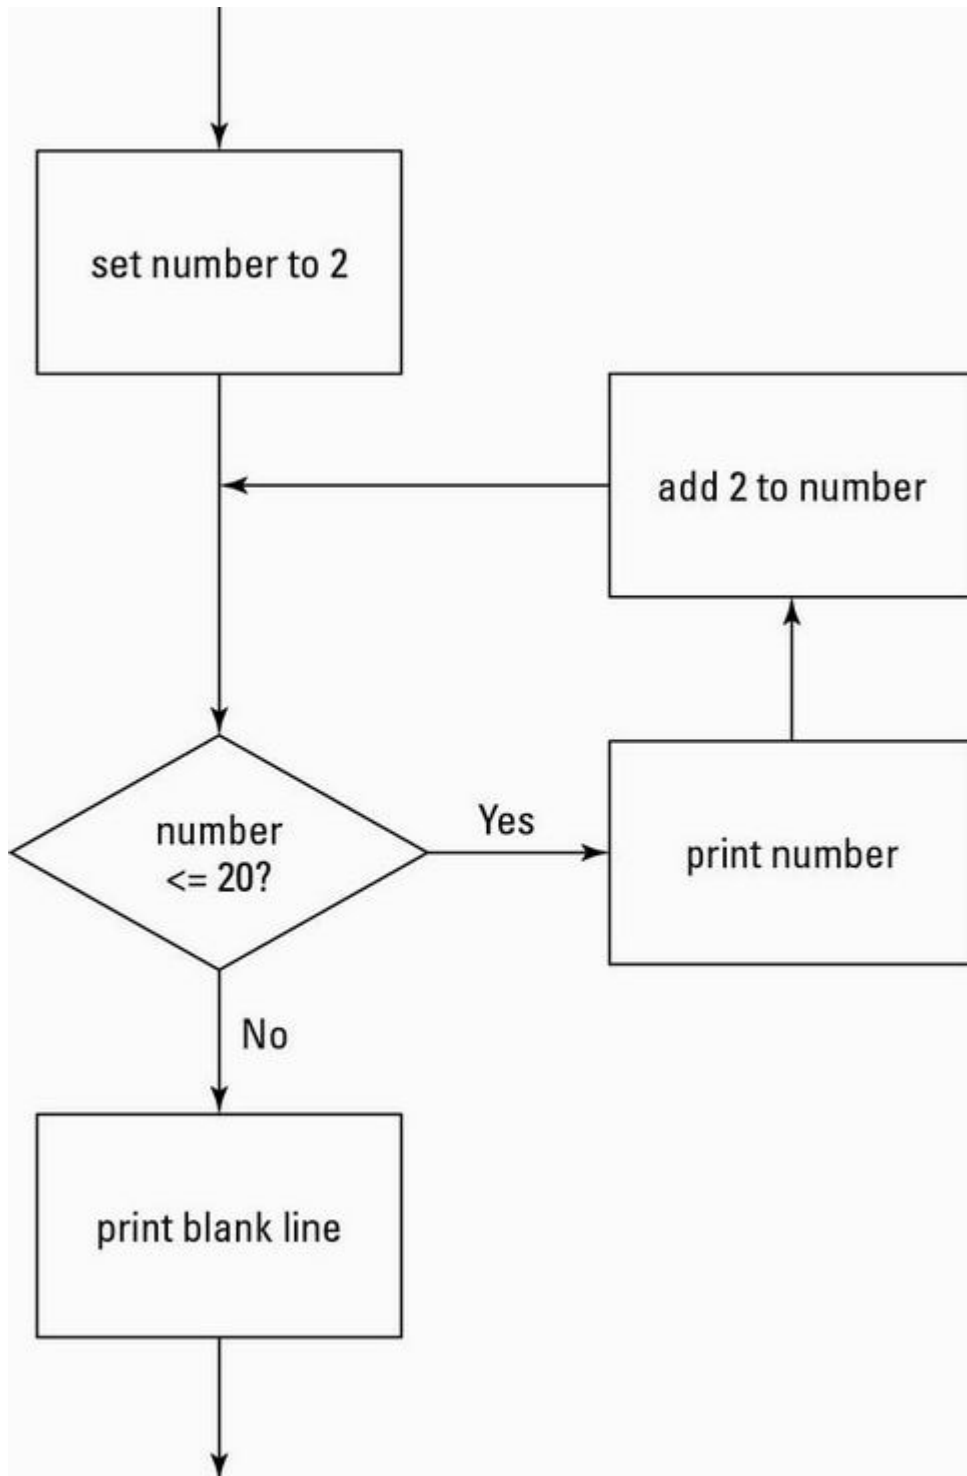 set number to 2
add 2 to number
number
<= 20?
Yes
print number
No
print blank line